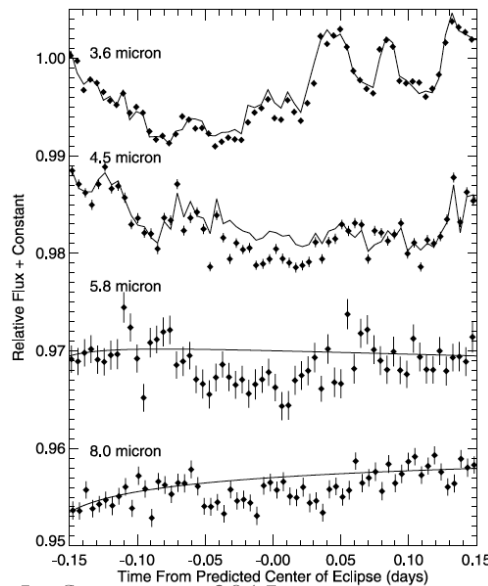 1.00
3.6 micron
0.99
4.5 micron
0.98
5.8 micron
0.97
0.96
8.0 micron
0.95
-0.15 -0.10 -0.05 -0.00 0.05 0.10 0.15
Time From Predicted Center of Eclipse (days)
Relative Flux + Constant